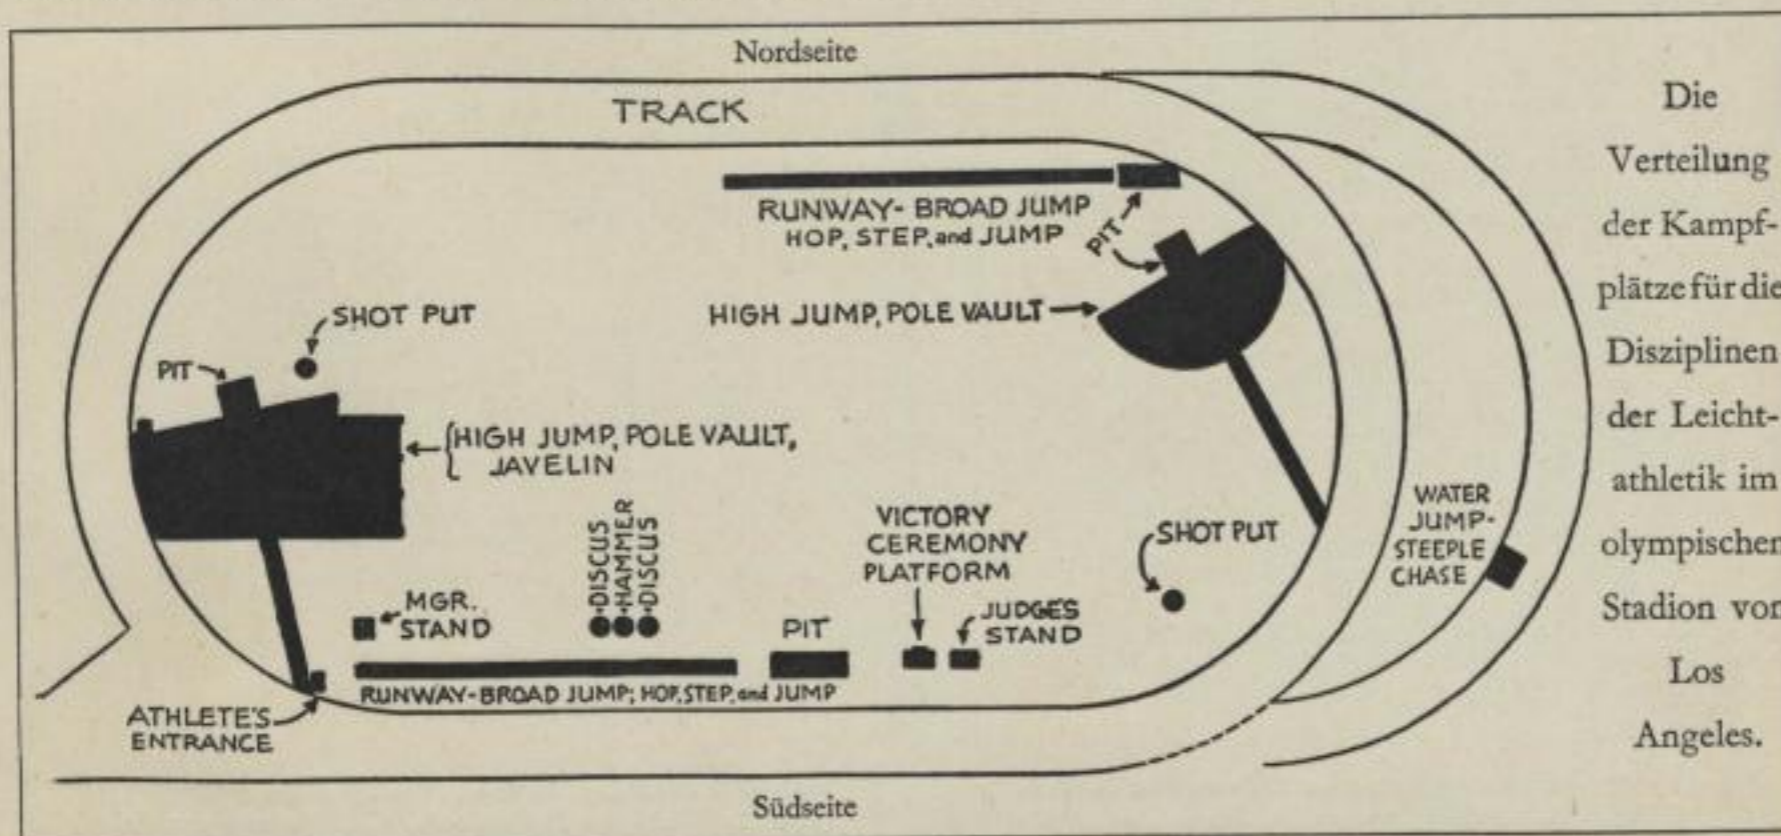 Nordseite
TRACK
RUNWAY- BROAD JUMP
HOP, STEP, and JUMP
PIT
SHOT PUT
HIGH JUMP, POLE VAULT
PIT
HIGH JUMP, POLE VAULT,
JAVELIN
DISCUS
HAMMER
DISCUS
VICTORY
CEREMONY
PLATFORM
SHOT PUT
WATER
JUMP-
STEEPLE
CHASE
MGR.
STAND
PIT
JUDGE'S
STAND
RUNWAY-BROAD JUMP; HOP, STEP, and JUMP
ATHLETE'S
ENTRANCE
Südseite
Die
Verteilung
der Kampf-
plätze für die
Disziplinen
der Leicht-
athletik im
olympischen
Stadion von
Los
Angeles.